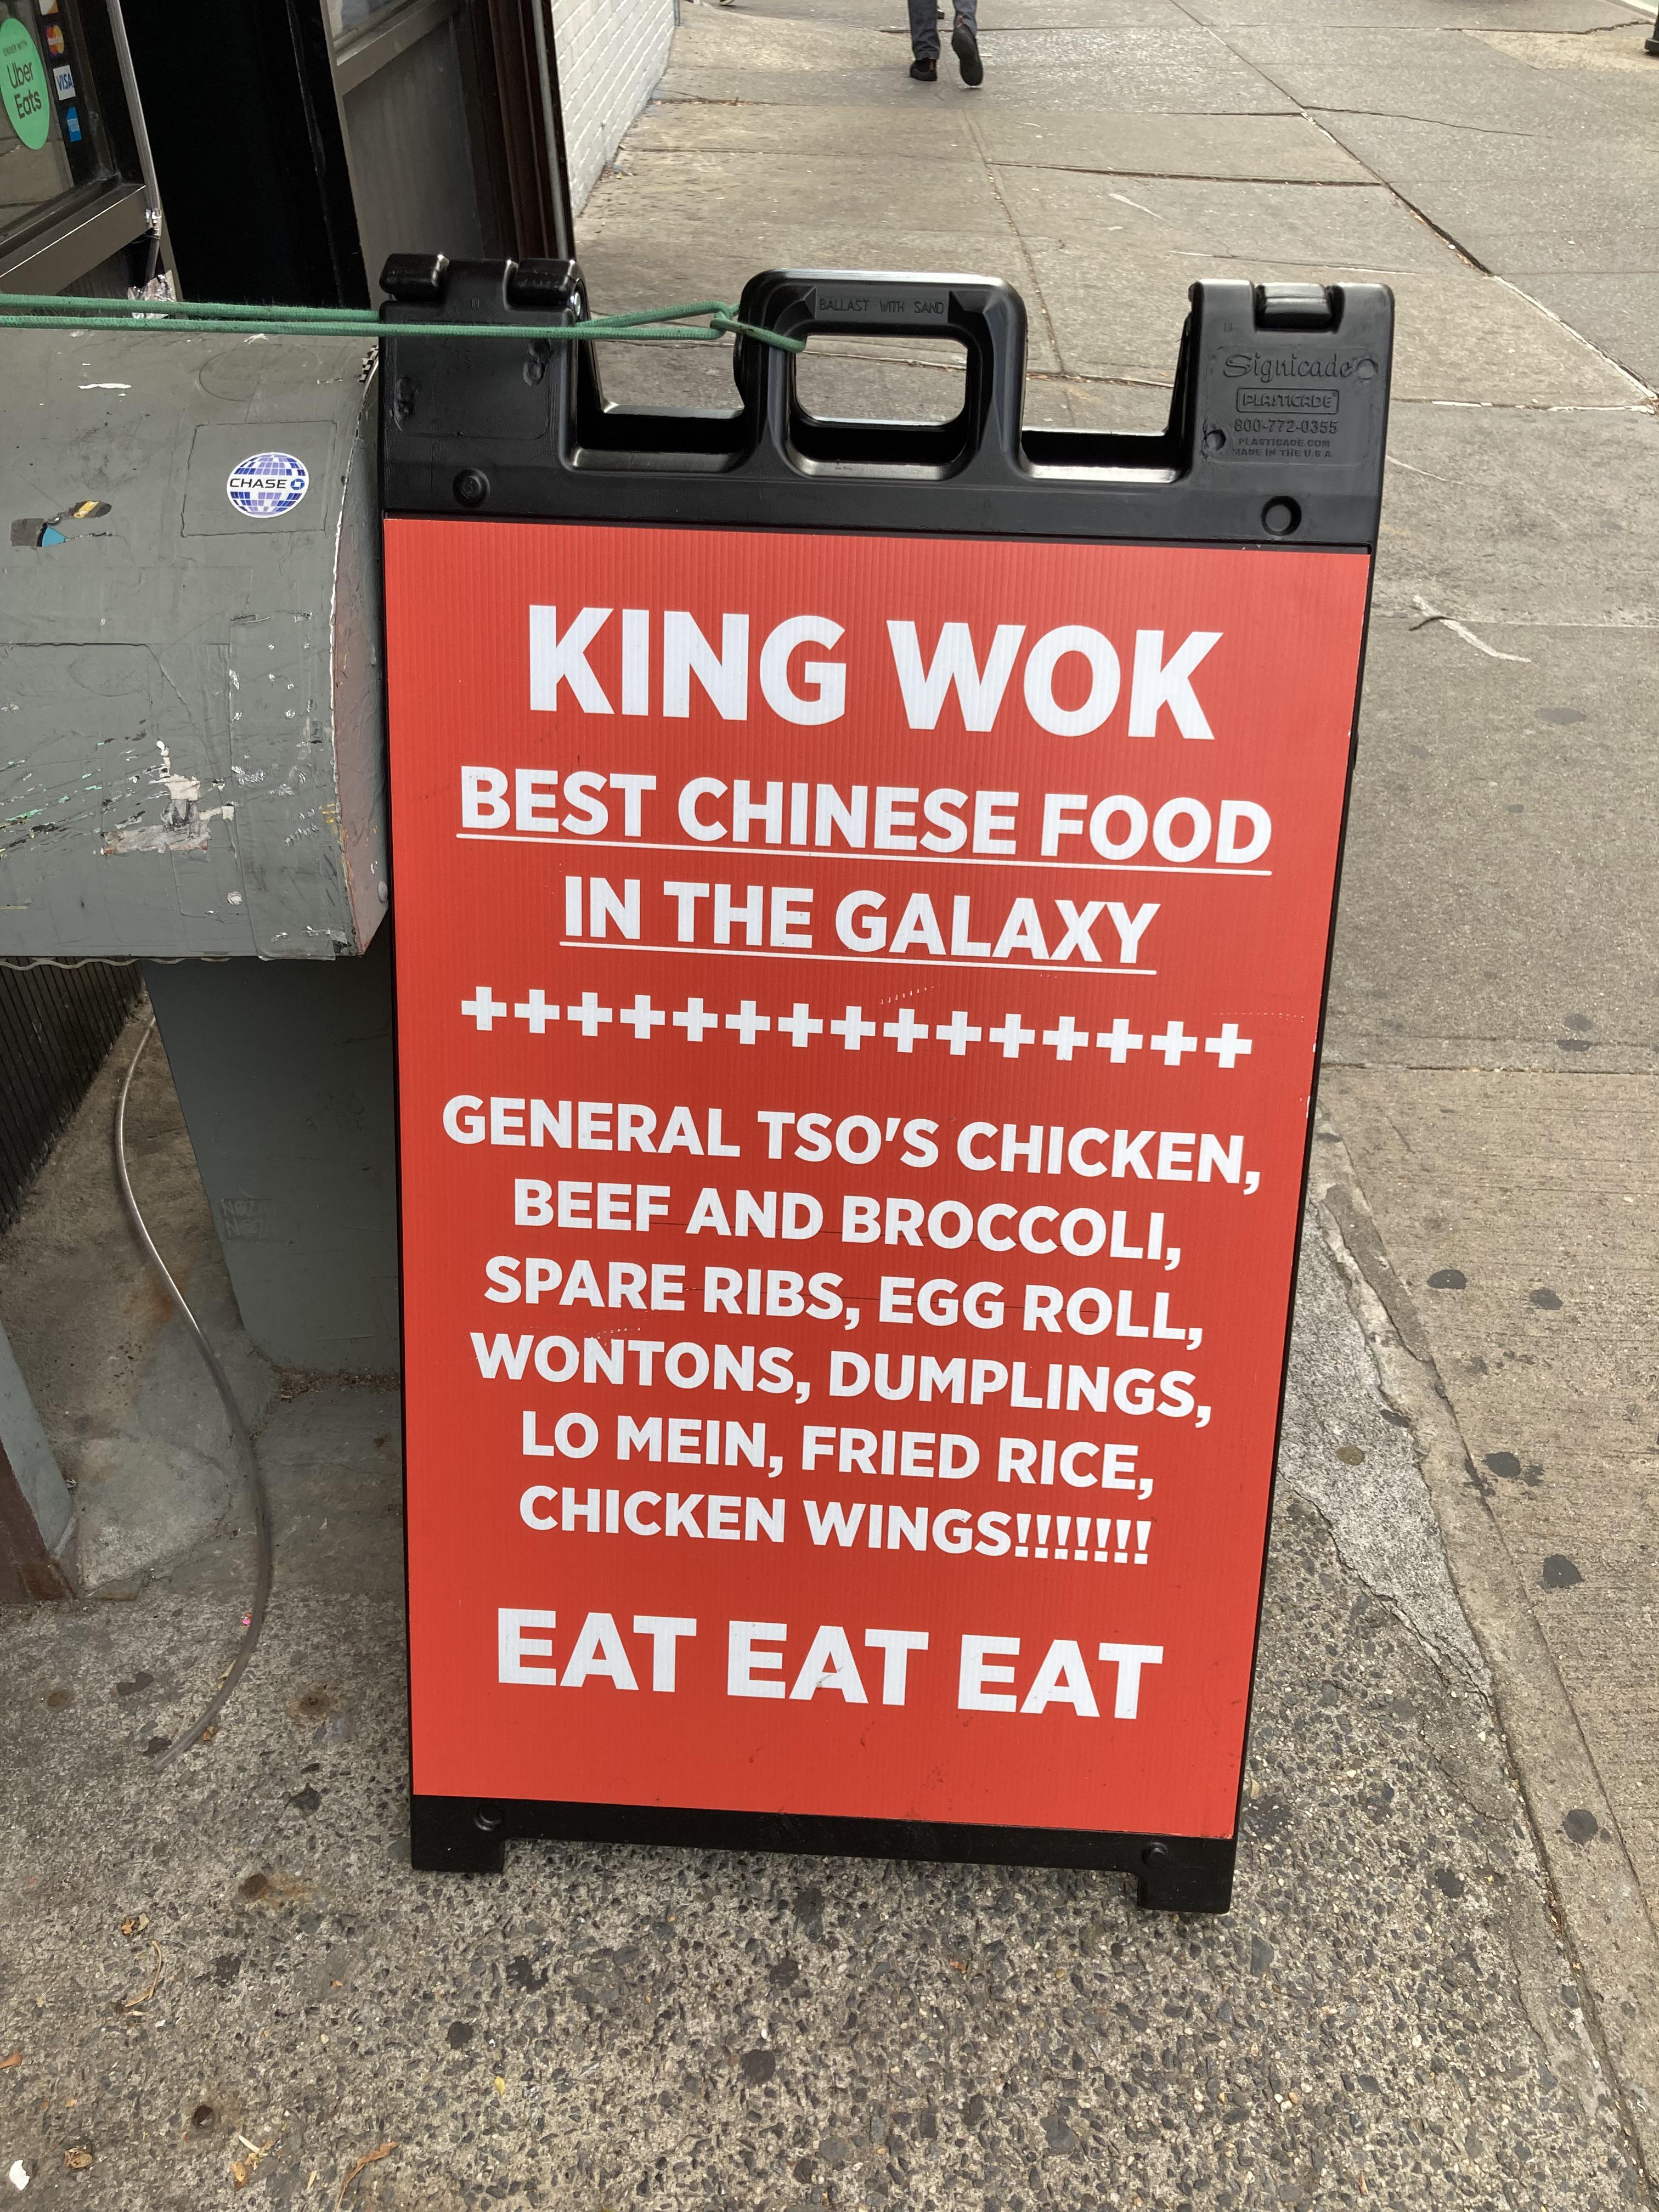 ORDER WITH
Uber
Eats
VISA
BALLAST WITH SAND
Signicade
PLASTICADE
800-772-0355
PLASTICADE.COM
MADE IN THE U S A
CHASE
KING WOK
BEST CHINESE FOOD
IN THE GALAXY
+++++++++++++++
GENERAL TSO'S CHICKEN,
BEEF AND BROCCOLI,
SPARE RIBS, EGG ROLL,
WONTONS, DUMPLINGS,
LO MEIN, FRIED RICE,
CHICKEN WINGS!!!!!!!
EAT EAT EAT